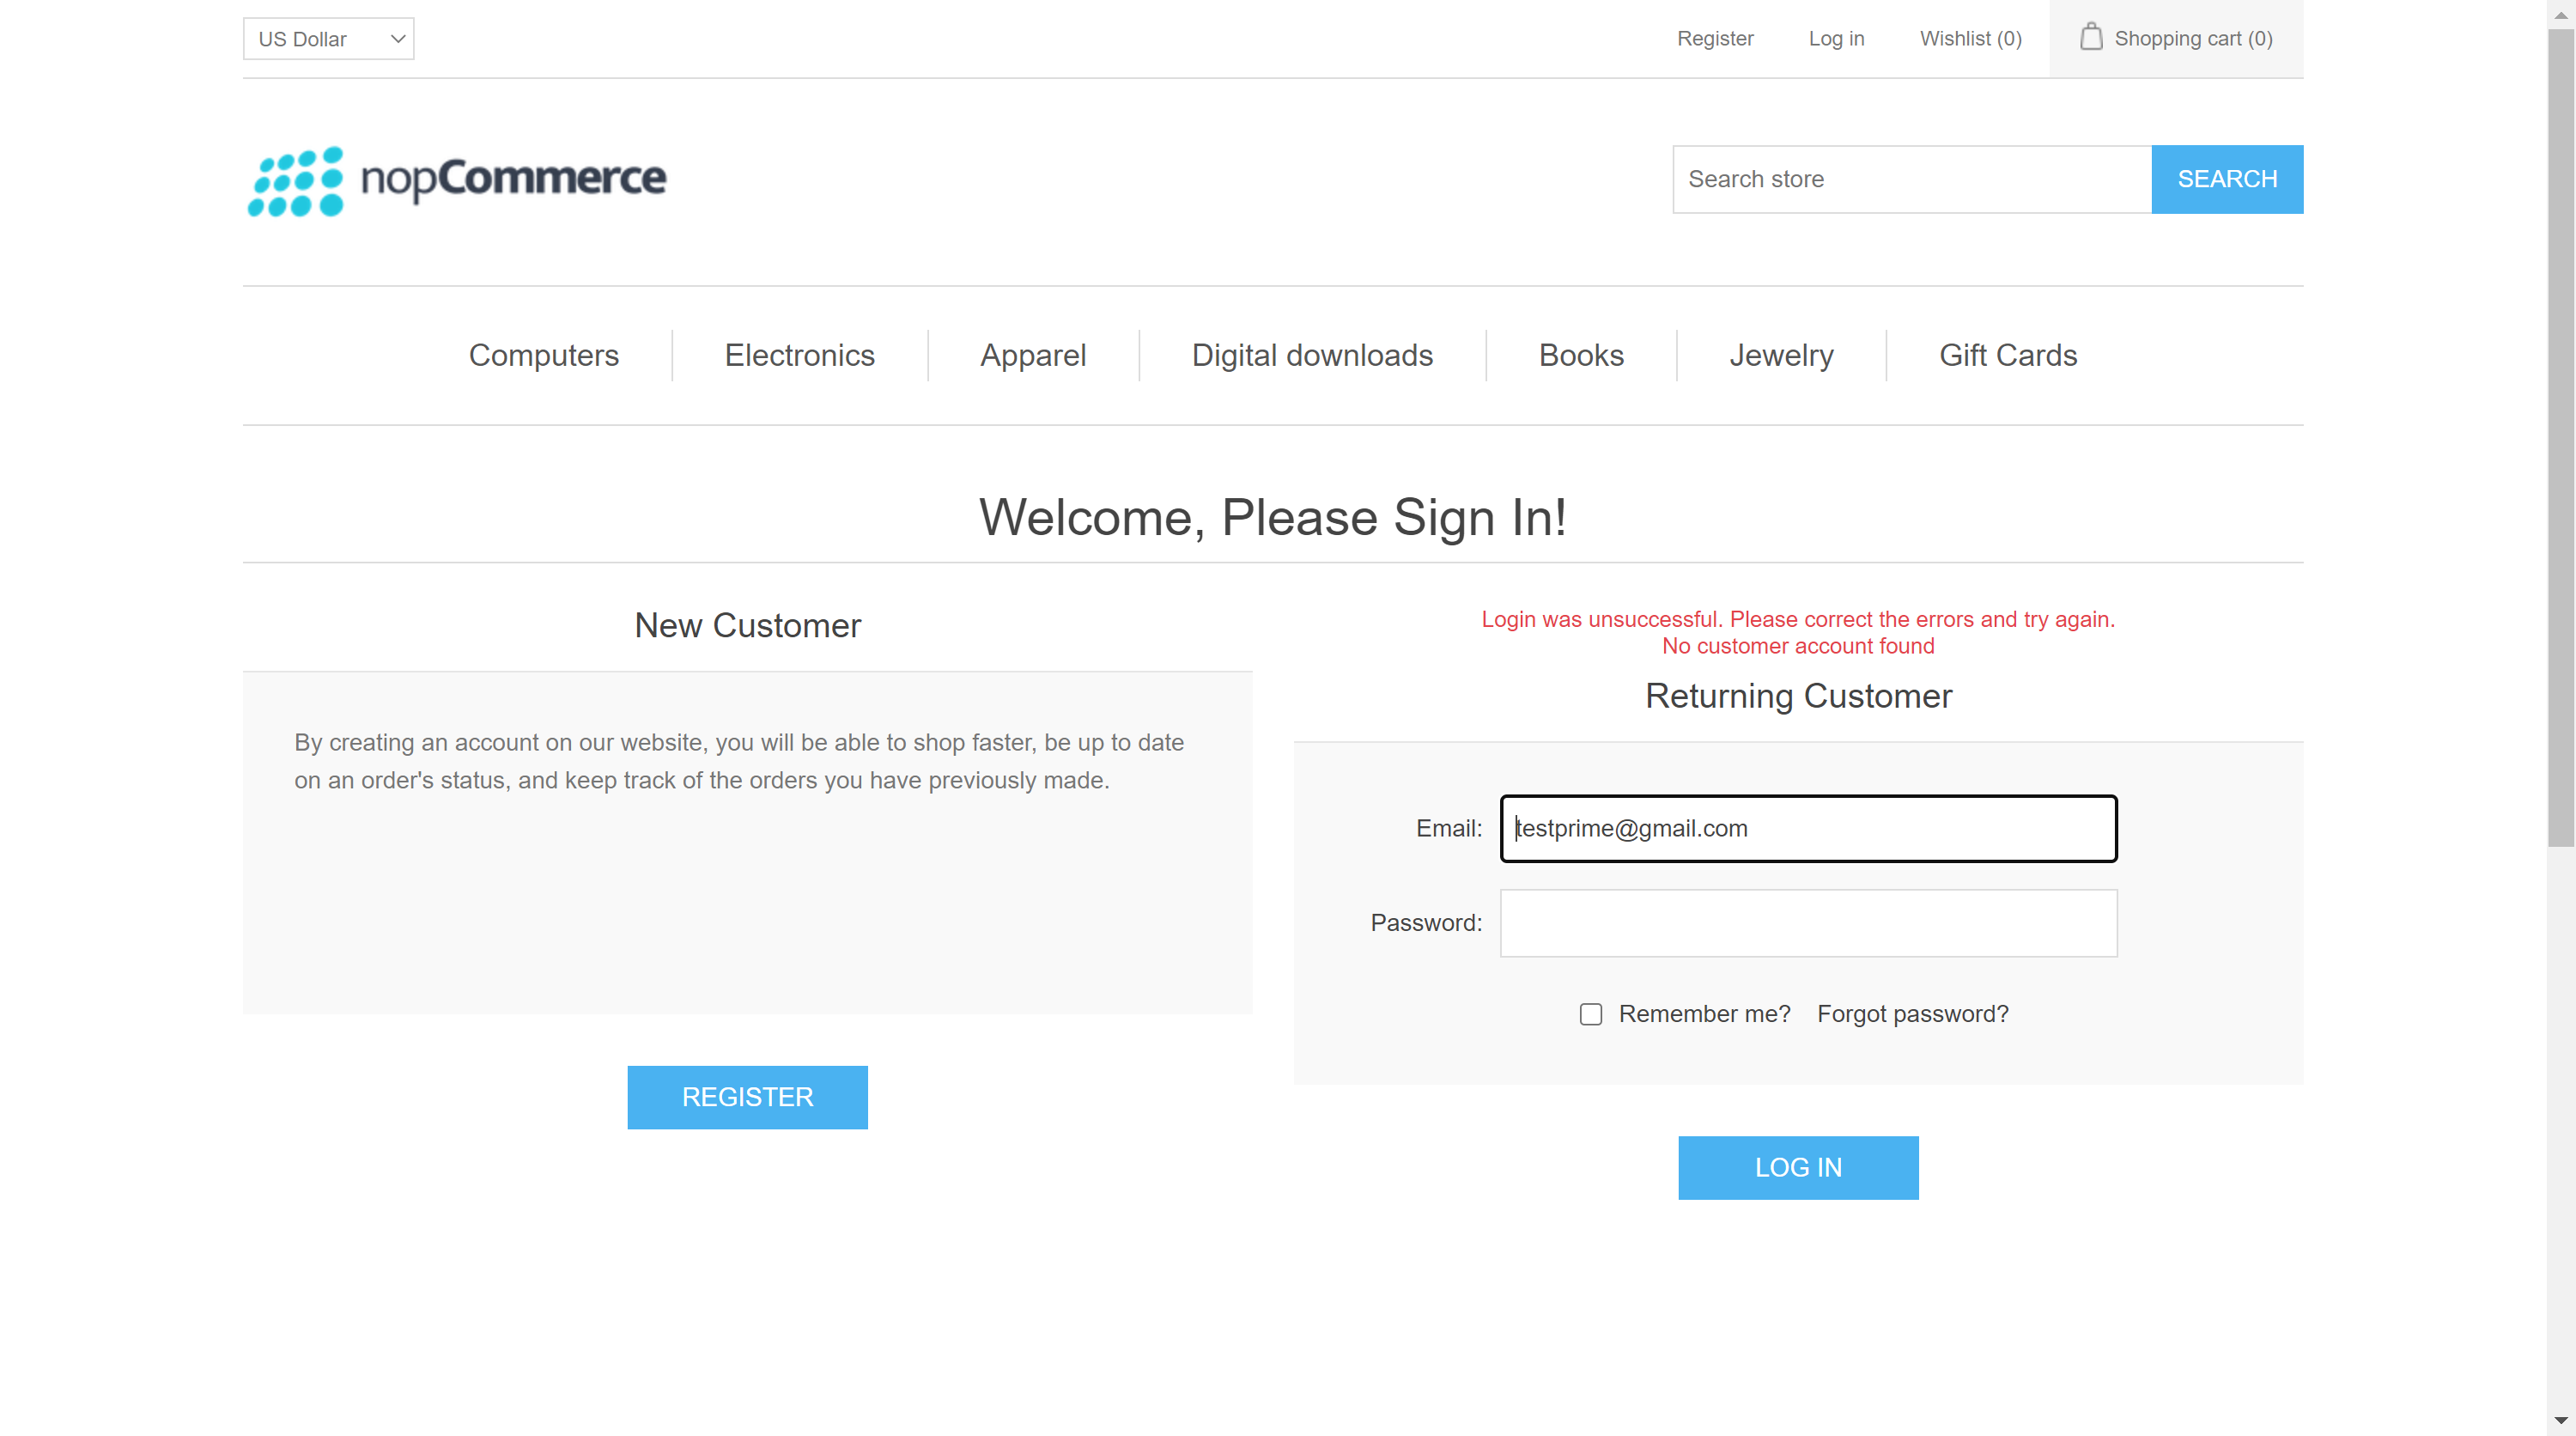 US Dollar
Register
Log in
Wishlist (0)
Shopping cart (0)
nopCommerce
Search store
SEARCH
Computers
Electronics
Apparel
Digital downloads
Books
Jewelry
Gift Cards
Welcome, Please Sign In!
New Customer
By creating an account on our website, you will be able to shop faster, be up to date
on an order's status, and keep track of the orders you have previously made.
REGISTER
Login was unsuccessful. Please correct the errors and try again.
No customer account found
Returning Customer
Email:
testprime@gmail.com
Password:
Remember me?
Forgot password?
LOG IN